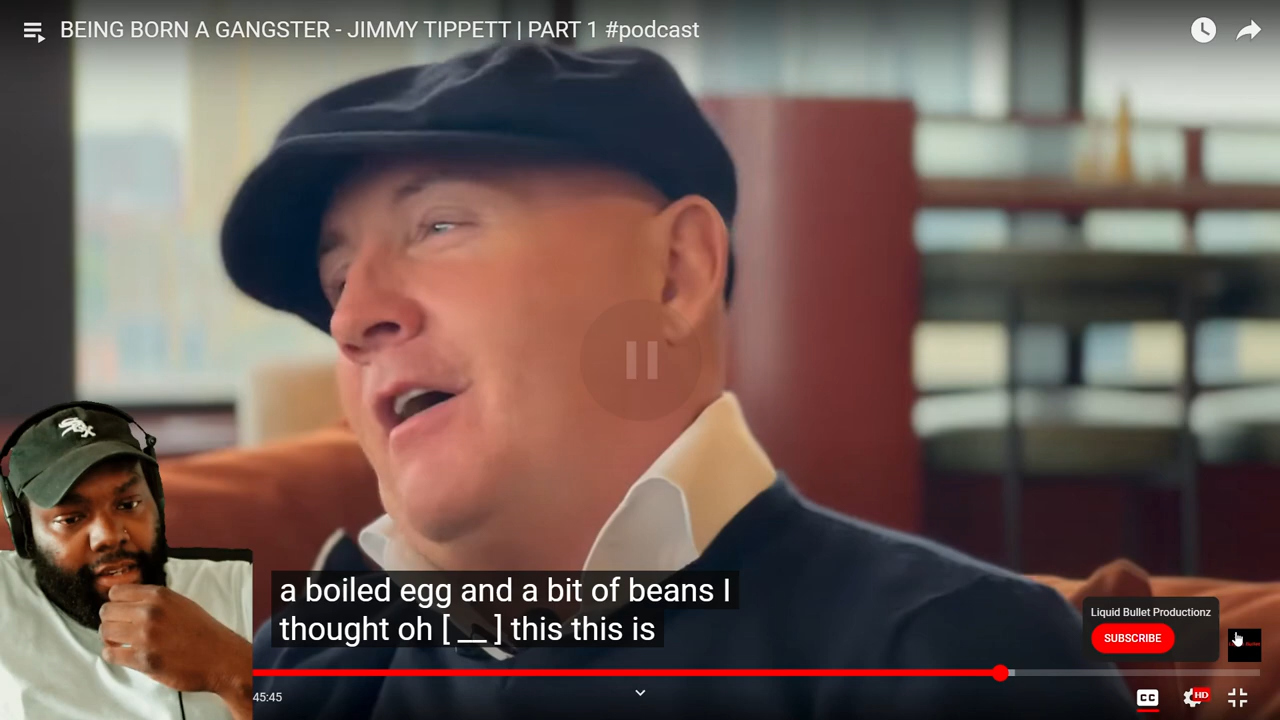 BEING BORN A GANGSTER - JIMMY TIPPETT | PART 1 #podcast
a boiled egg and a bit of beans I
thought oh [ __ ] this this is
Liquid Bullet Productionz
SUBSCRIBE
45:45
CC
HD